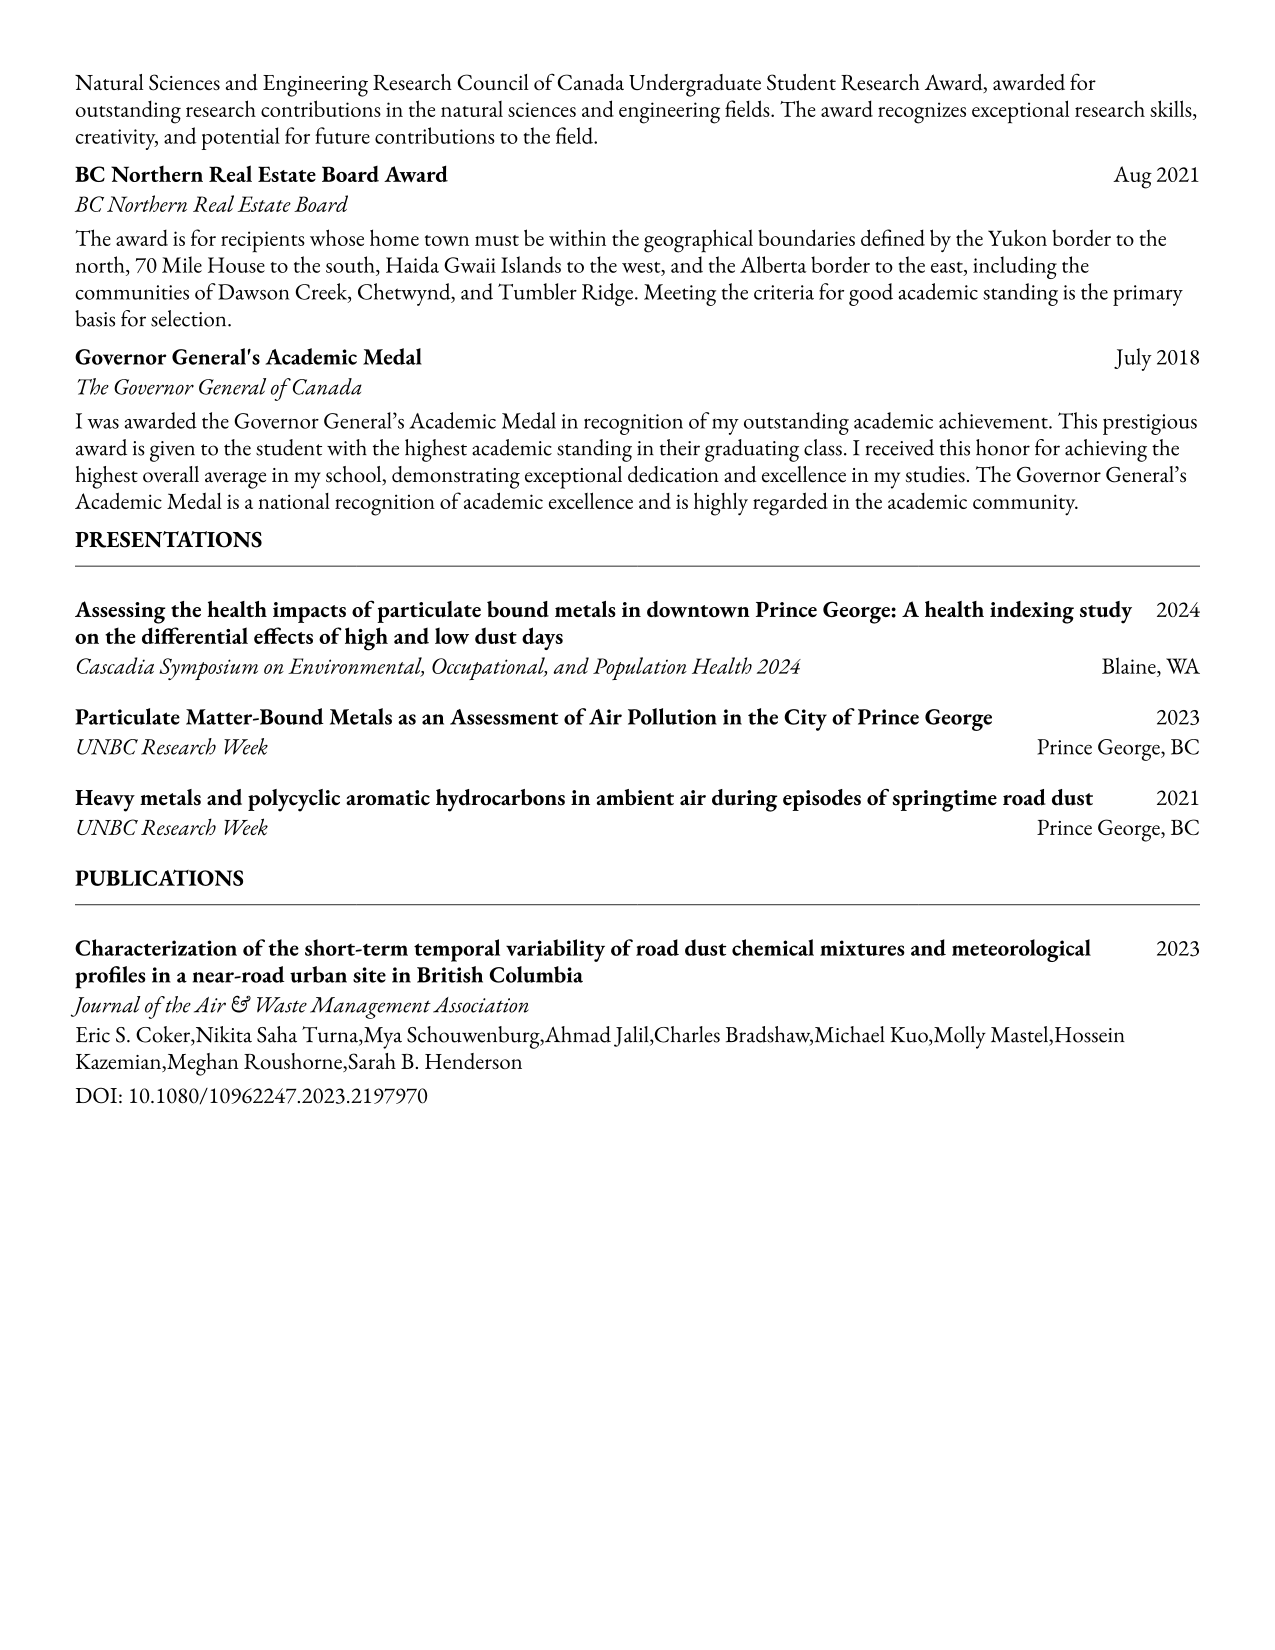 Natural Sciences and Engineering Research Council of Canada Undergraduate Student Research Award, awarded for
outstanding research contributions in the natural sciences and engineering fields. The award recognizes exceptional research skills,
creativity, and potential for future contributions to the field.
BC Northern Real Estate Board Award Aug 2021
BC Northern Real Estate Board
The award is for recipients whose home town must be within the geographical boundaries defined by the Yukon border to the
north, 70 Mile House to the south, Haida Gwaii Islands to the west, and the Alberta border to the east, including the
communities of Dawson Creek, Chetwynd, and Tumbler Ridge. Meeting the criteria for good academic standing is the primary
basis for selection.
Governor General's Academic Medal July 2018
The Governor General of Canada
I was awarded the Governor General’s Academic Medal in recognition of my outstanding academic achievement. This prestigious
award is given to the student with the highest academic standing in their graduating class. I received this honor for achieving the
highest overall average in my school, demonstrating exceptional dedication and excellence in my studies. The Governor General’s
Academic Medal is a national recognition of academic excellence and is highly regarded in the academic community.
PRESENTATIONS
Assessing the health impacts of particulate bound metals in downtown Prince George: A health indexing study 2024
on the differential effects of high and low dust days
Cascadia Symposium on Environmental, Occupational, and Population Health 2024 Blaine, WA
Particulate Matter-Bound Metals as an Assessment of Air Pollution in the City of Prince George 2023
UNBC Research Week Prince George, BC
Heavy metals and polycyclic aromatic hydrocarbons in ambient air during episodes of springtime road dust 2021
UNBC Research Week Prince George, BC
PUBLICATIONS
Characterization of the short-term temporal variability of road dust chemical mixtures and meteorological 2023
profiles in a near-road urban site in British Columbia
Journal of the Air & Waste Management Association
Eric S. Coker,Nikita Saha Turna,Mya Schouwenburg,Ahmad Jalil,Charles Bradshaw,Michael Kuo,Molly Mastel,Hossein
Kazemian,Meghan Roushorne,Sarah B. Henderson
DOI: 10.1080/10962247.2023.2197970